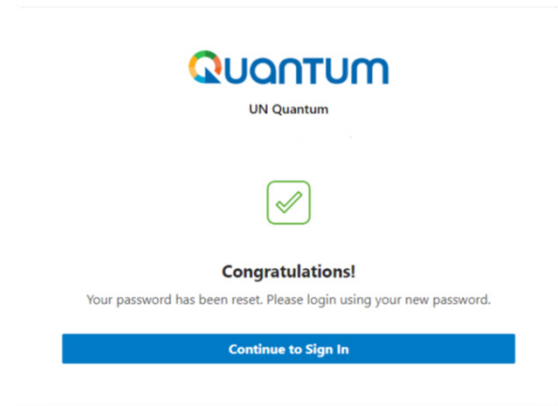 QUANTUM
UN Quantum
Congratulations!
Your password has been reset. Please login using your new password.
Continue to Sign In